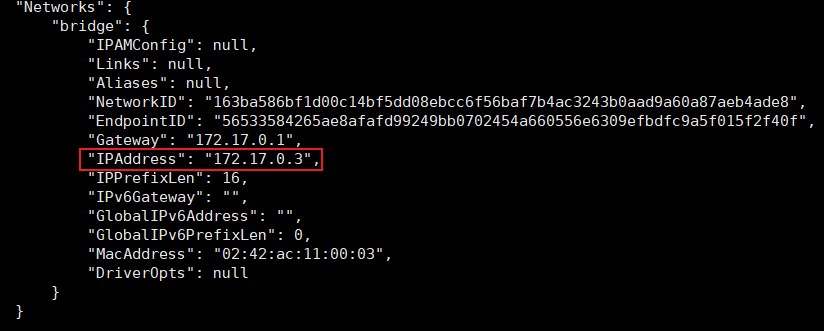 "Networks": {
"bridge": {
"IPAMConfig": null,
"Links": null,
"Aliases": null,
"NetworkID": "163ba586bf1d00c14bf5dd08ebcc6f56baf7b4ac3243b0aad9a60a87aeb4ade8",
"EndpointID": "56533584265ae8afafd99249bb0702454a660556e6309efbdfc9a5f015f2f40f",
"Gateway": "172.17.0.1",
"IPAddress": "172.17.0.3",
"IPPrefixLen": 16,
"IPv6Gateway": "",
"GlobalIPv6Address": "",
"GlobalIPv6PrefixLen": 0,
"MacAddress": "02:42:ac:11:00:03",
"DriverOpts": null
}
}